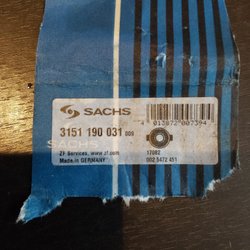 SACHS
4 013872 807394
3151 190 031 009
S
ZF Services, www.zf.com
17082
Made in GERMANY
002 5472 451